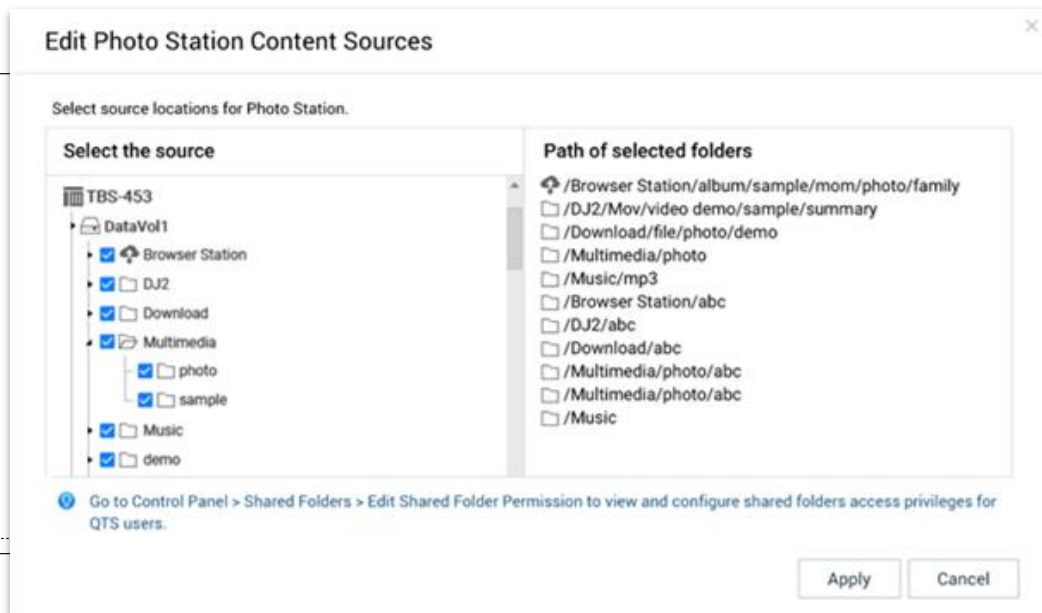 Edit Photo Station Content Sources
Select source locations for Photo Station.
Select the source
TBS-453
DataVol1
Browser Station
DJ2
Download
Multimedia
photo
sample
Music
demo
Path of selected folders
/Browser Station/album/sample/mom/photo/family
/DJ2/Mov/video demo/sample/summary
/Download/file/photo/demo
/Multimedia/photo
/Music/mp3
/Browser Station/abc
/DJ2/abc
/Download/abc
/Multimedia/photo/abc
/Multimedia/photo/abc
/Music
Go to Control Panel > Shared Folders > Edit Shared Folder Permission to view and configure shared folders access privileges for
QTS users.
Apply
Cancel